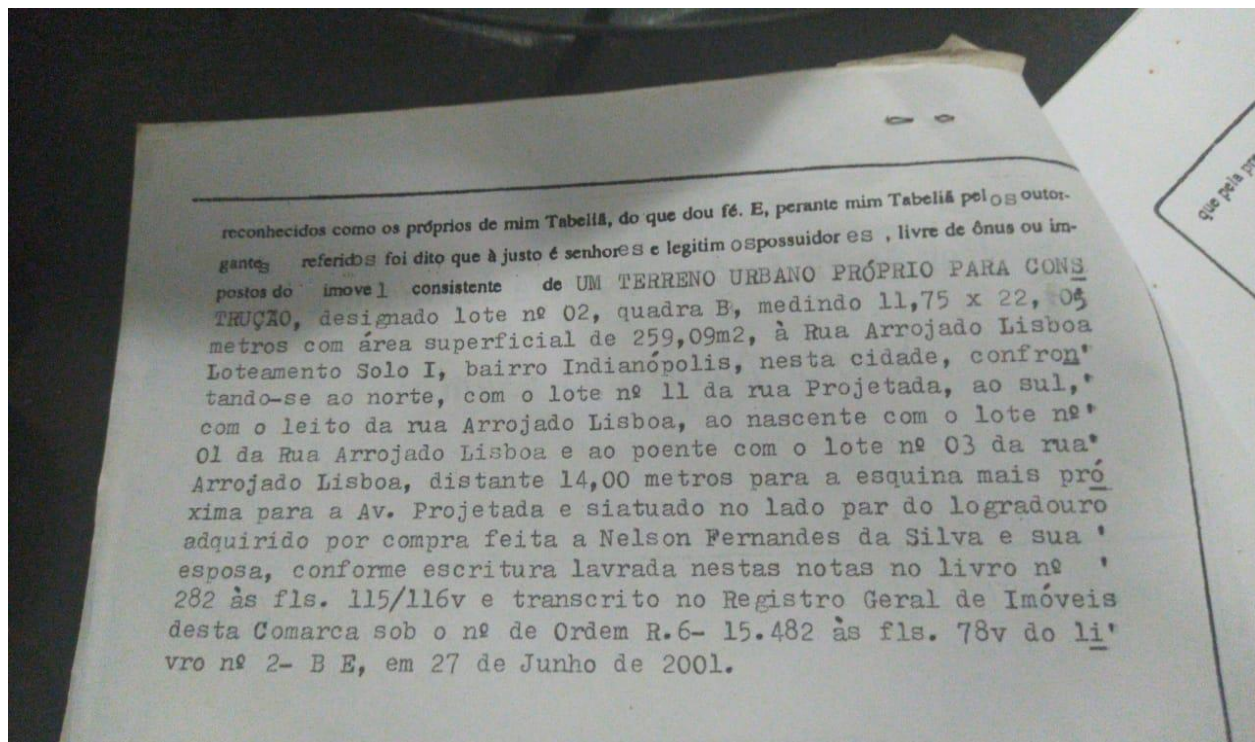 reconhecidos como os próprios de mim Tabeliã, do que dou fé. E, perante mim Tabeliã pelos outor-
gantes referidos foi dito que à justo é senhores e legitim ospossuidor es , livre de ônus ou im-
postos do imovel consistente de UM TERRENO URBANO PRÓPRIO PARA CONS
TRUÇÃO, designado lote nº 02, quadra B, medindo 11,75 x 22, 05
metros com área superficial de 259,09m2, à Rua Arrojado Lisboa
Loteamento Solo I, bairro Indianópolis, nesta cidade, confron'
tando-se ao norte, com o lote nº 11 da rua Projetada, ao sul,'
com o leito da rua Arrojado Lisboa, ao nascente com o lote nº'
01 da Rua Arrojado Lisboa e ao poente com o lote nº 03 da rua'
Arrojado Lisboa, distante 14,00 metros para a esquina mais pró
xima para a Av. Projetada e siatuado no lado par do logradouro
adquirido por compra feita a Nelson Fernandes da Silva e sua '
esposa, conforme escritura lavrada nestas notas no livro nº '
282 às fls. 115/116v e transcrito no Registro Geral de Imóveis
desta Comarca sob o nº de Ordem R.6- 15.482 às fls. 78v do li'
vro nº 2- B E, em 27 de Junho de 2001.
que pela